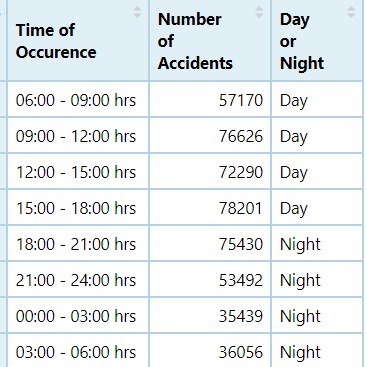 Time of Occurence Number of Accidents Day or Night
06:00 - 09:00 hrs 57170 Day
09:00 - 12:00 hrs 76626 Day
12:00 - 15:00 hrs 72290 Day
15:00 - 18:00 hrs 78201 Day
18:00 - 21:00 hrs 75430 Night
21:00 - 24:00 hrs 53492 Night
00:00 - 03:00 hrs 35439 Night
03:00 - 06:00 hrs 36056 Night